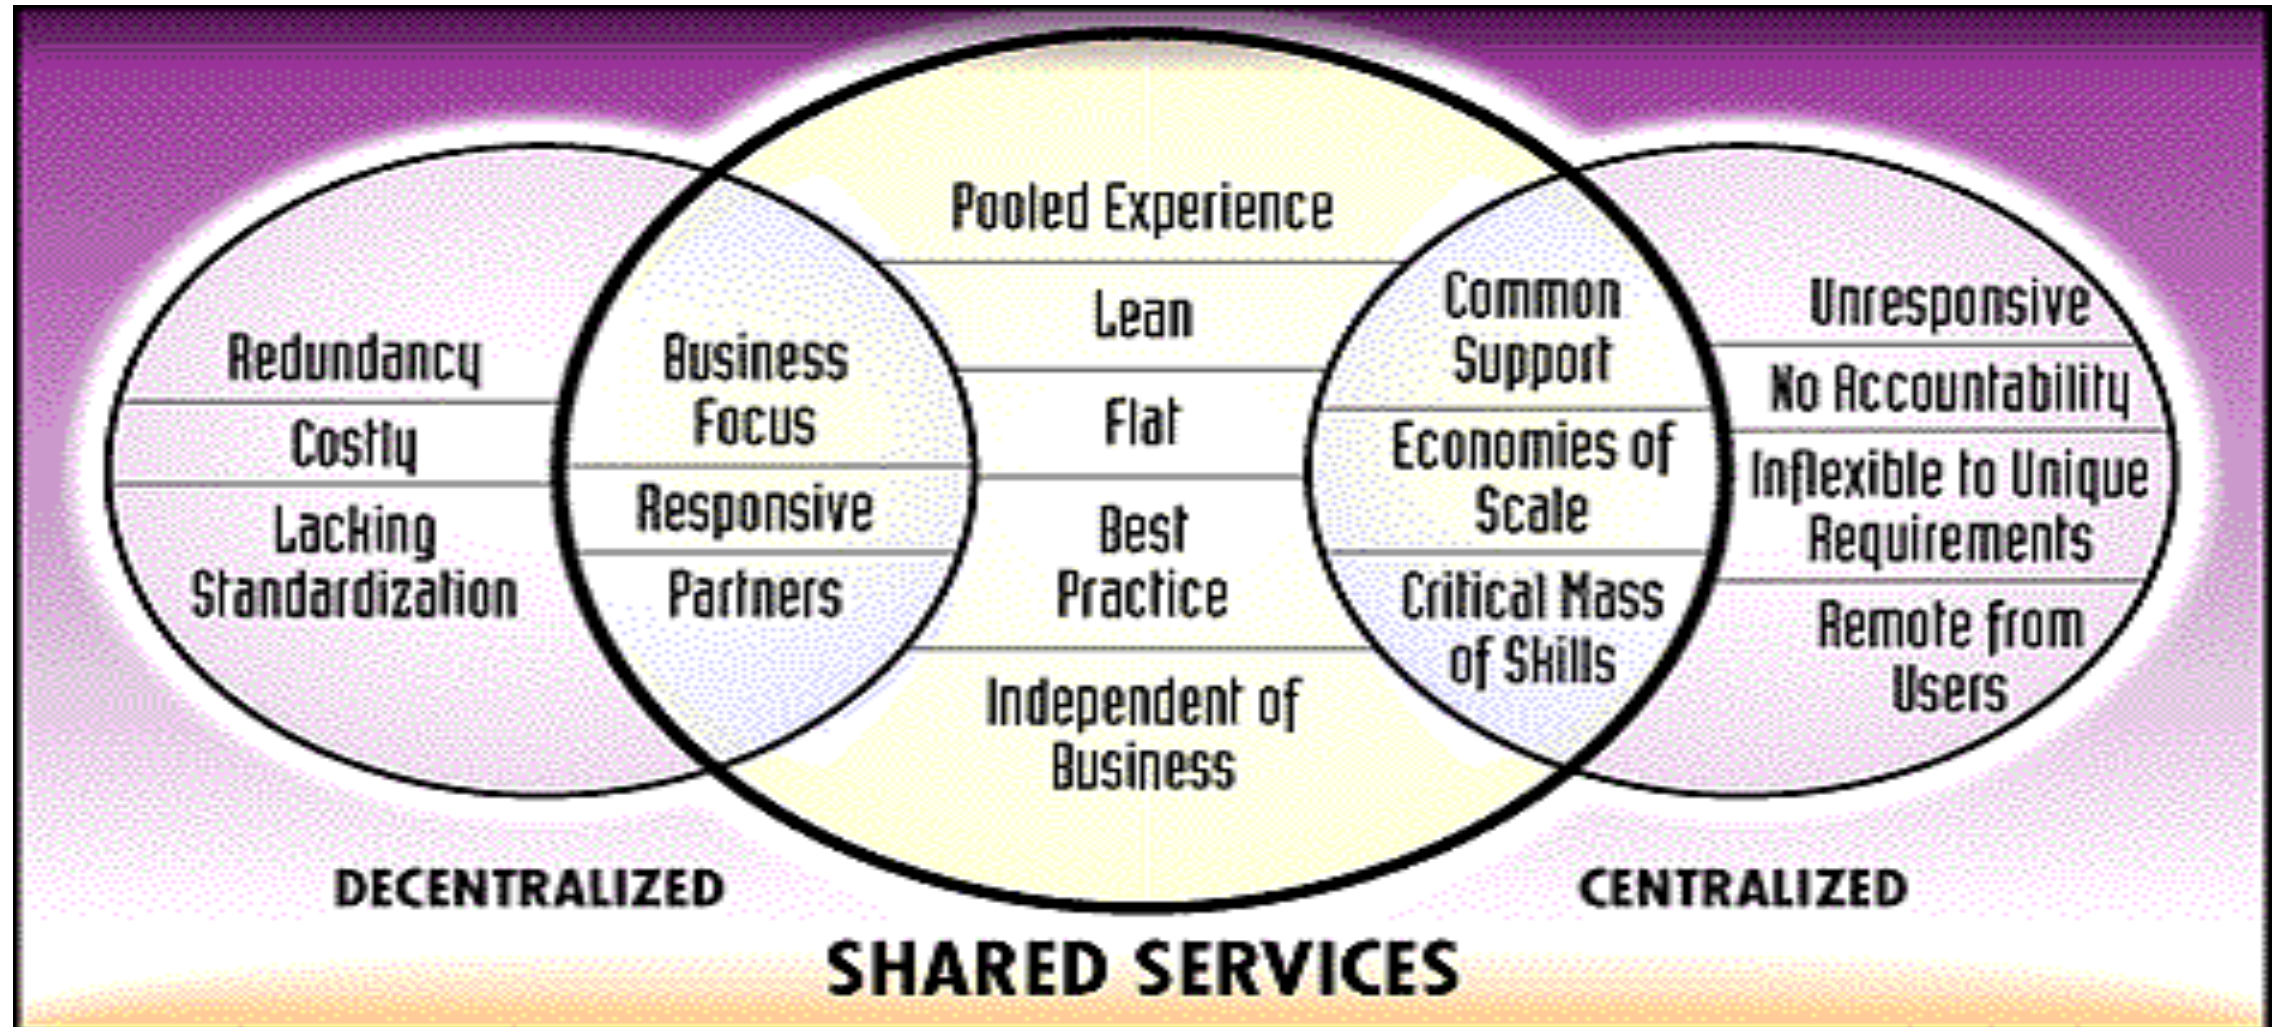 Redundancy
Costly
Lacking
Standardization
Business
Focus
Responsive
Partners
Pooled Experience
Lean
Flat
Best
Practice
Independent of
Business
Common
Support
Economies of
Scale
Critical Mass
of Skills
Unresponsive
No Accountability
Inflexible to Unique
Requirements
Remote from
Users
DECENTRALIZED
CENTRALIZED
SHARED SERVICES